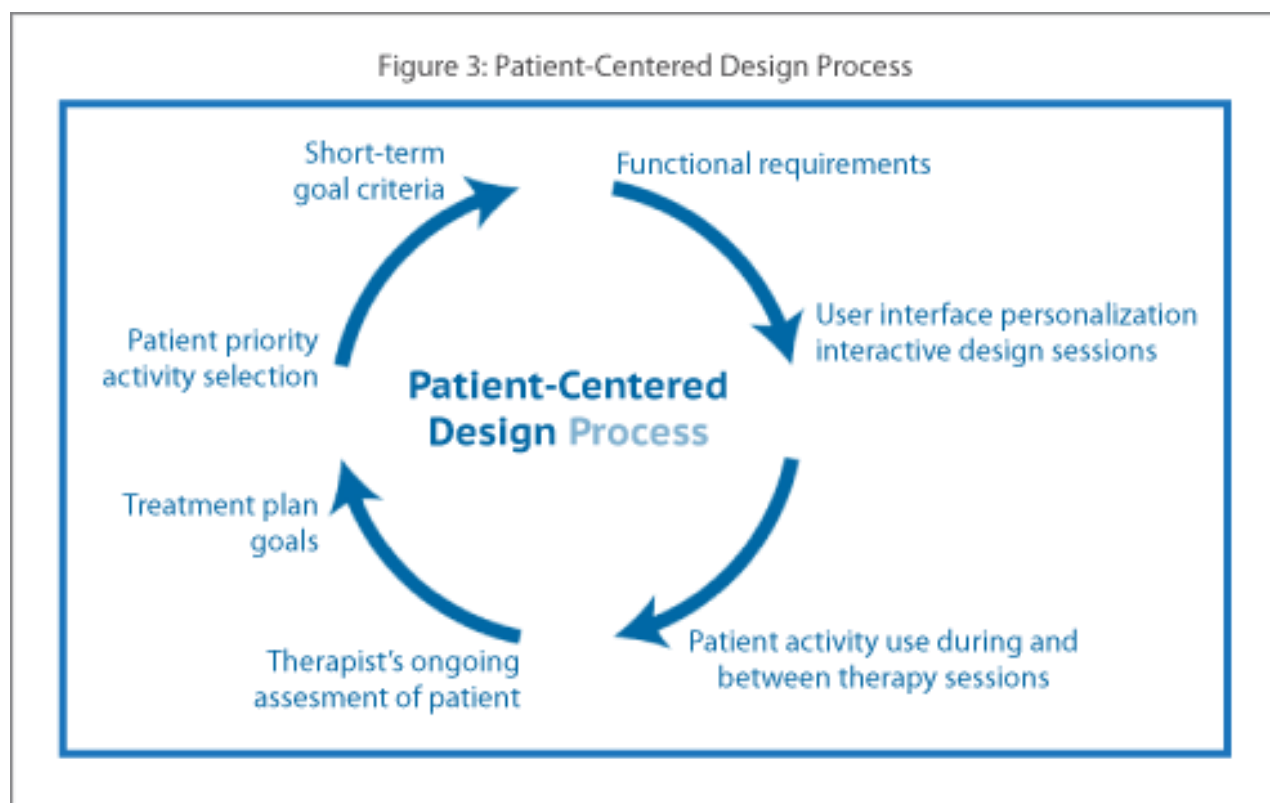 Figure 3: Patient-Centered Design Process
Short-term
goal criteria
Functional requirements
User interface personalization
interactive design sessions
Patient priority
activity selection
Patient-Centered
Design Process
Treatment plan
goals
Patient activity use during and
between therapy sessions
Therapist's ongoing
assesment of patient